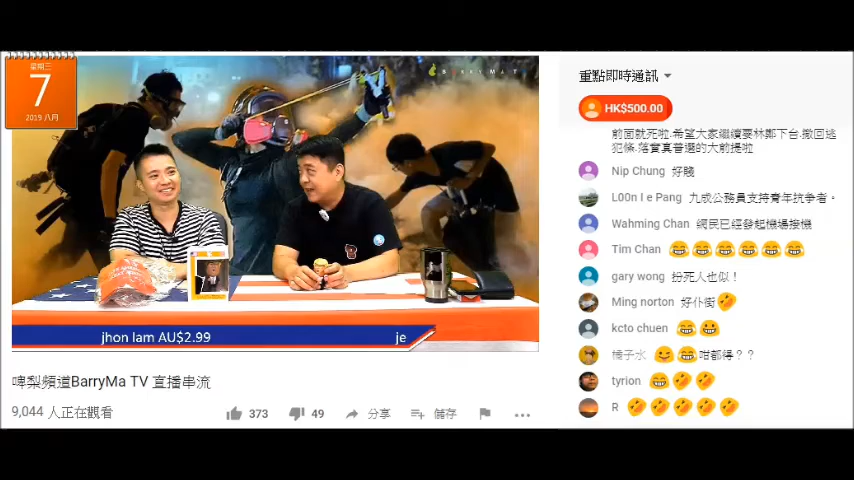 星期三
7
2019 八月
BARRYMAT
jhon lam AU$2.99
je
啤梨頻道BarryMa TV 直播串流
9,044 人正在觀看
373
49
分享
儲存
重點即時通訊
HK$500.00
前面就死啦.希望大家繼續要林鄭下台.撤回逃
犯條.落實真普選的大前提啦
Nip Chung 好賤
L00n I e Pang 九成公務員支持青年抗爭者。
Wahming Chan 網民已經發起機場接機
Tim Chan 😂😂😂😂😂😂
gary wong 扮死人也似！
Ming norton 好仆街🤣
kcto chuen 😂😀
橘子水 😜😂咁都得？？
tyrion 😂🤣🤣
R 🤣🤣🤣🤣🤣